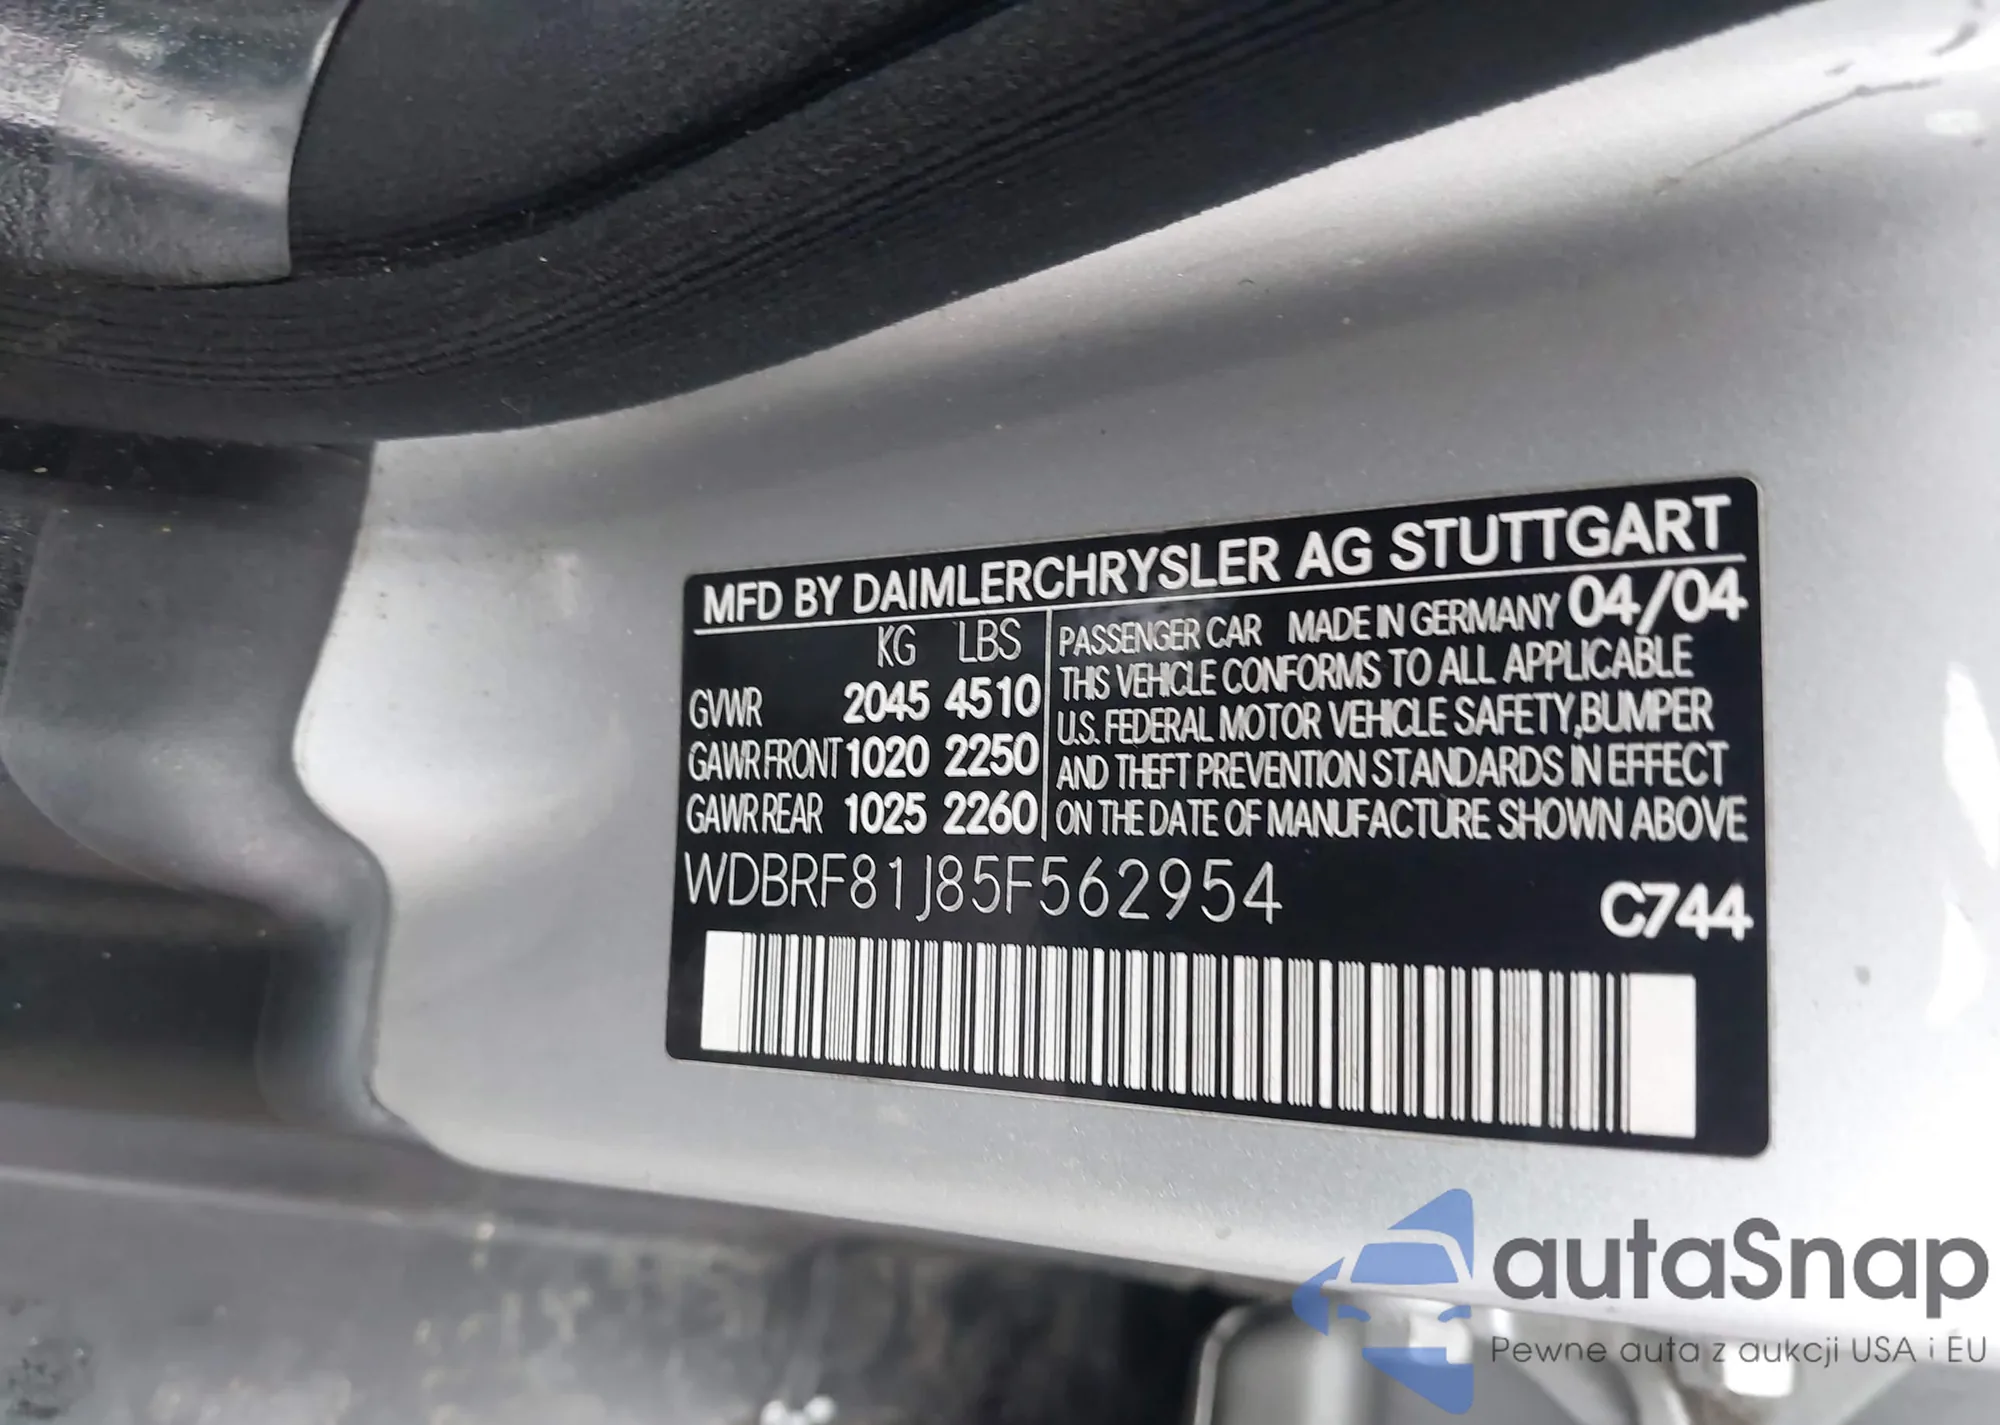 MFD BY DAIMLERCHRYSLER AG STUTTGART
KG LBS
GVWR 2045 4510
GAWR FRONT 1020 2250
GAWR REAR 1025 2260
PASSENGER CAR MADE IN GERMANY 04/04
THIS VEHICLE CONFORMS TO ALL APPLICABLE
U.S. FEDERAL MOTOR VEHICLE SAFETY, BUMPER
AND THEFT PREVENTION STANDARDS IN EFFECT
ON THE DATE OF MANUFACTURE SHOWN ABOVE
WDBRF81J85F562954
C744
autaSnap
Pewne auta z aukcji USA i EU